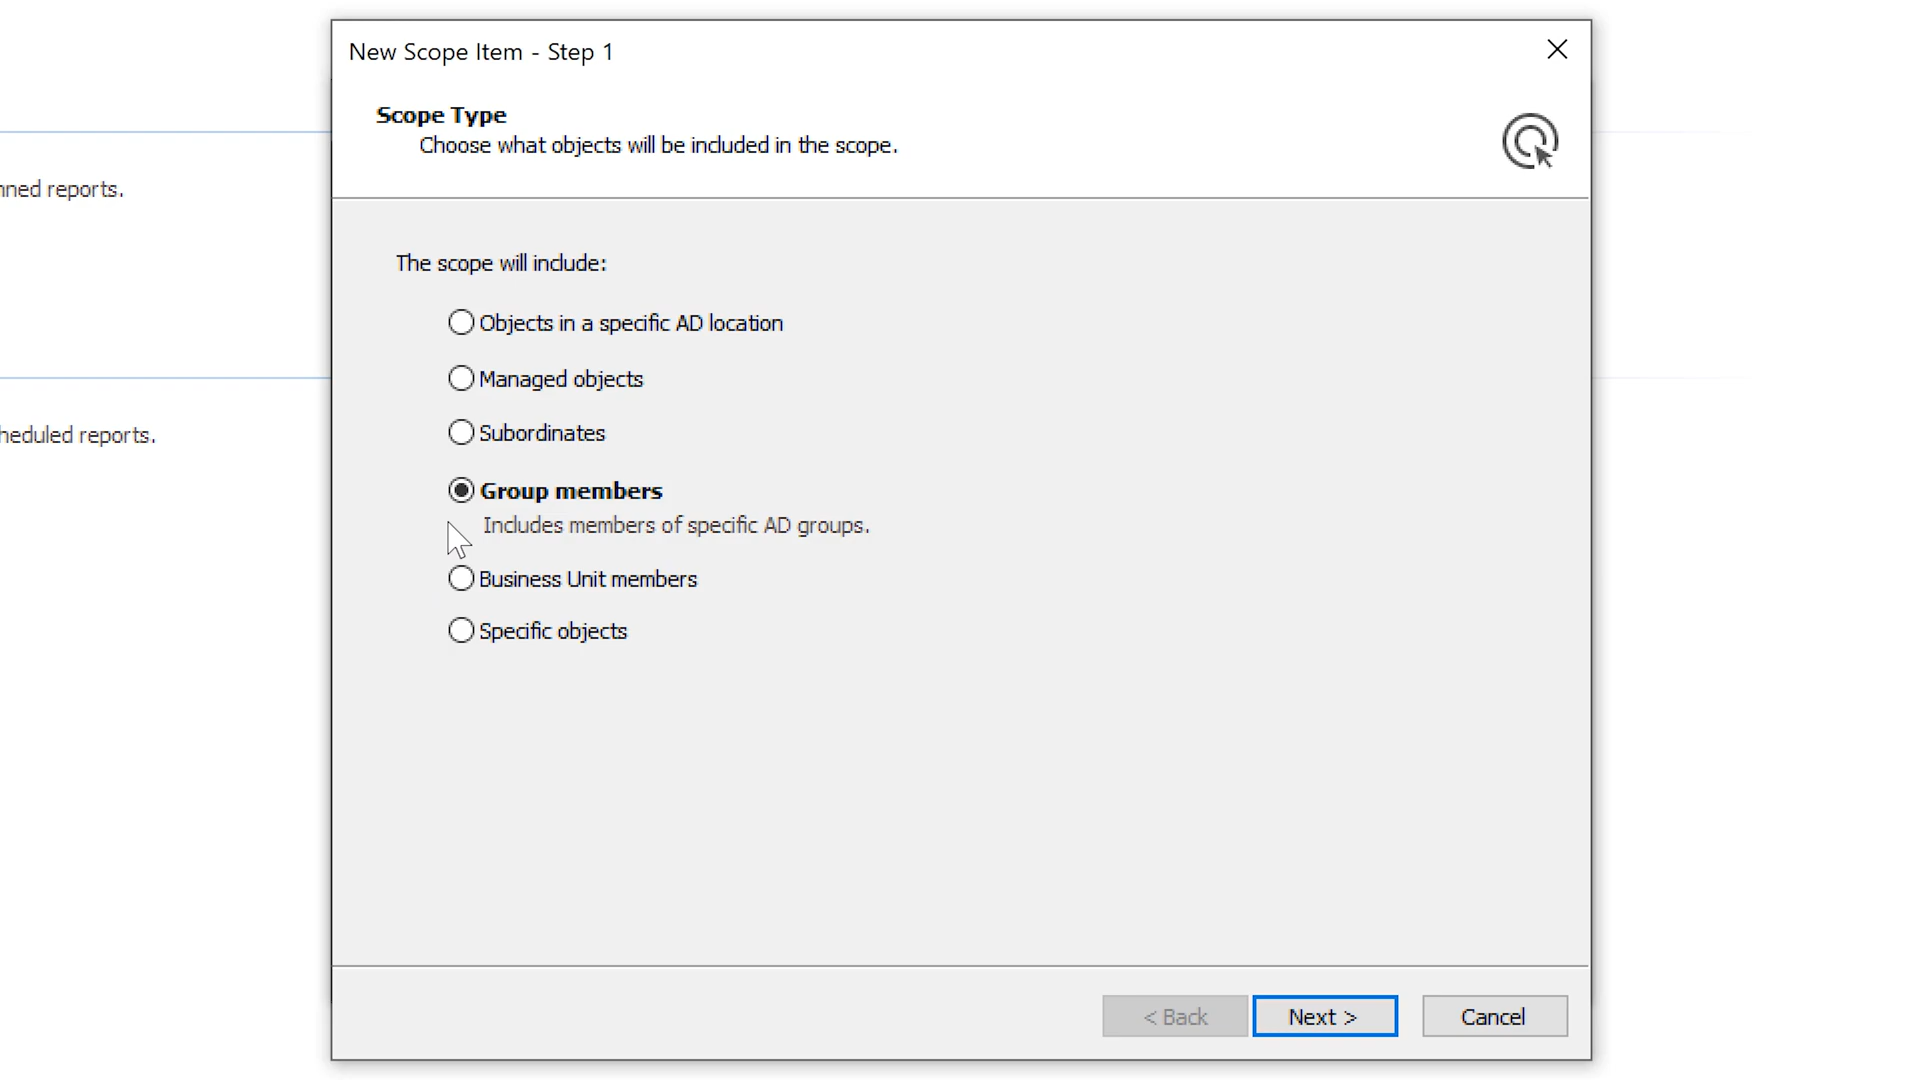 New Scope Item - Step 1
Scope Type
Choose what objects will be included in the scope.
nned reports.
The scope will include:
Objects in a specific AD location
Managed objects
heduled reports.
Subordinates
Group members
Includes members of specific AD groups.
Business Unit members
Specific objects
< Back
Next >
Cancel